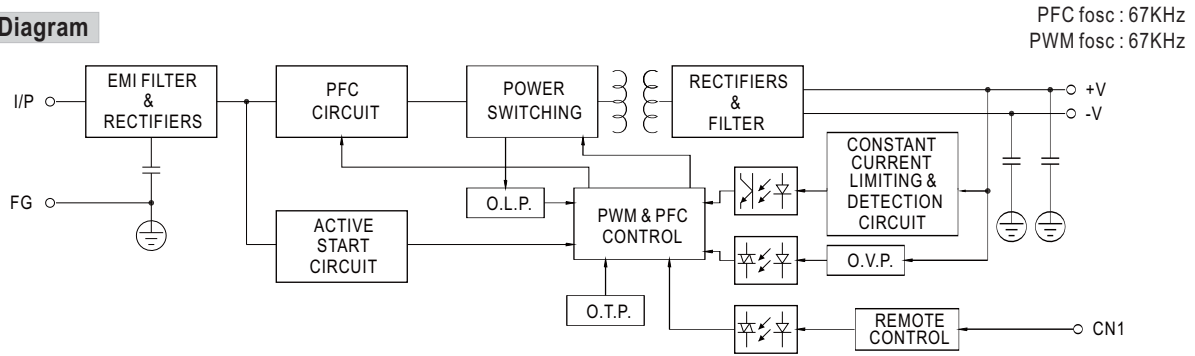 Diagram
PFC fosc : 67KHz
PWM fosc : 67KHz
I/P
EMI FILTER
&
RECTIFIERS
PFC
CIRCUIT
POWER
SWITCHING
RECTIFIERS
&
FILTER
+V
-V
CONSTANT
CURRENT
LIMITING &
DETECTION
CIRCUIT
FG
O.L.P.
PWM & PFC
CONTROL
ACTIVE
START
CIRCUIT
O.V.P.
O.T.P.
REMOTE
CONTROL
CN1